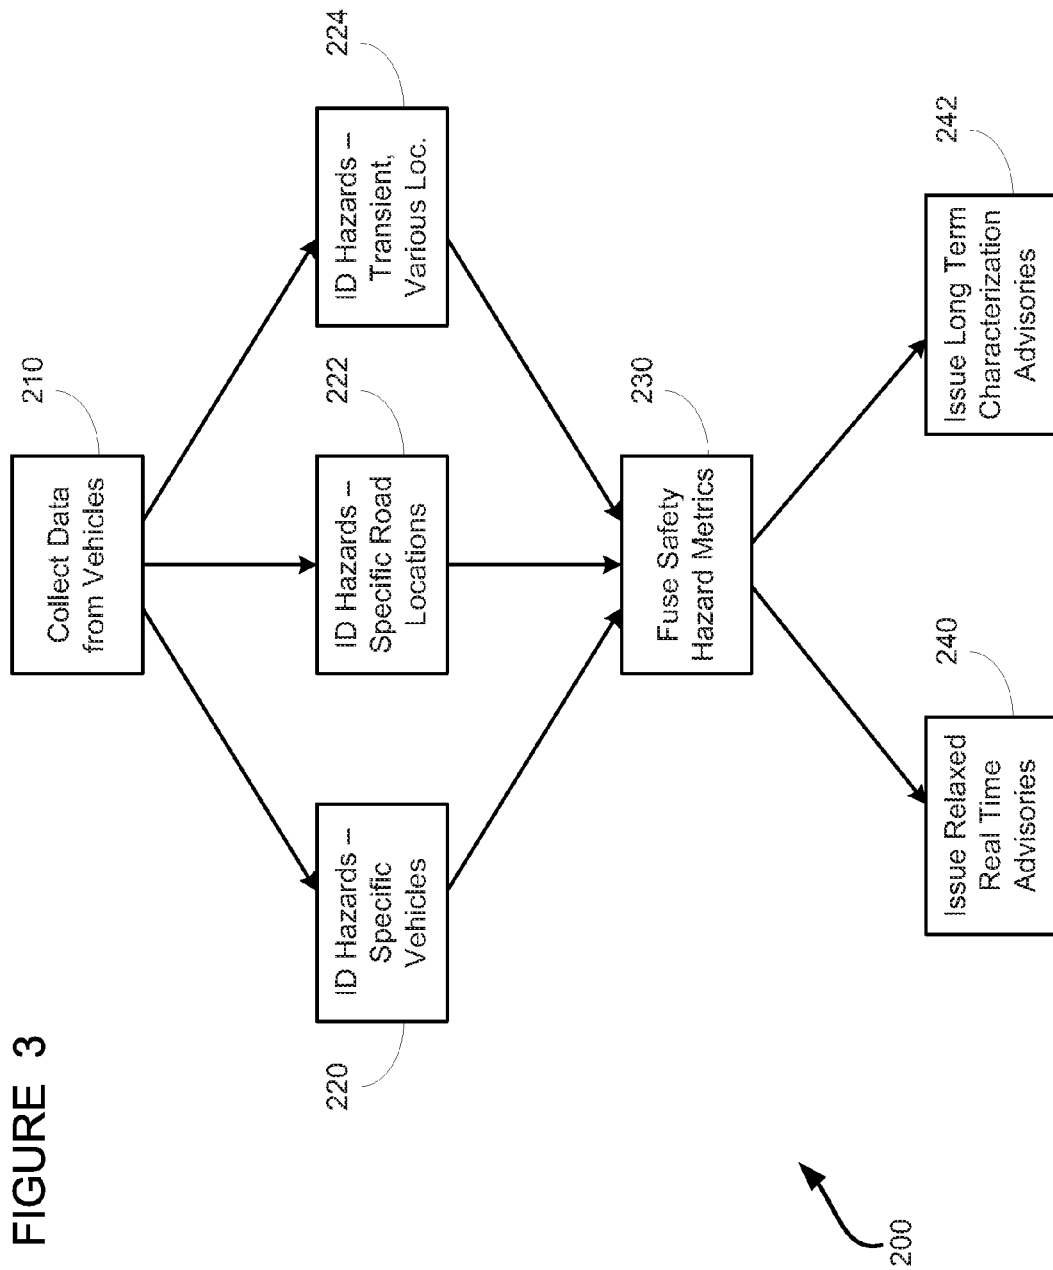 FIGURE 3
Collect Data
from Vehicles
210
ID Hazards –
Specific
Vehicles
220
ID Hazards –
Specific Road
Locations
222
ID Hazards –
Transient,
Various Loc.
224
Fuse Safety
Hazard Metrics
230
Issue Relaxed
Real Time
Advisories
240
Issue Long Term
Characterization
Advisories
242
200